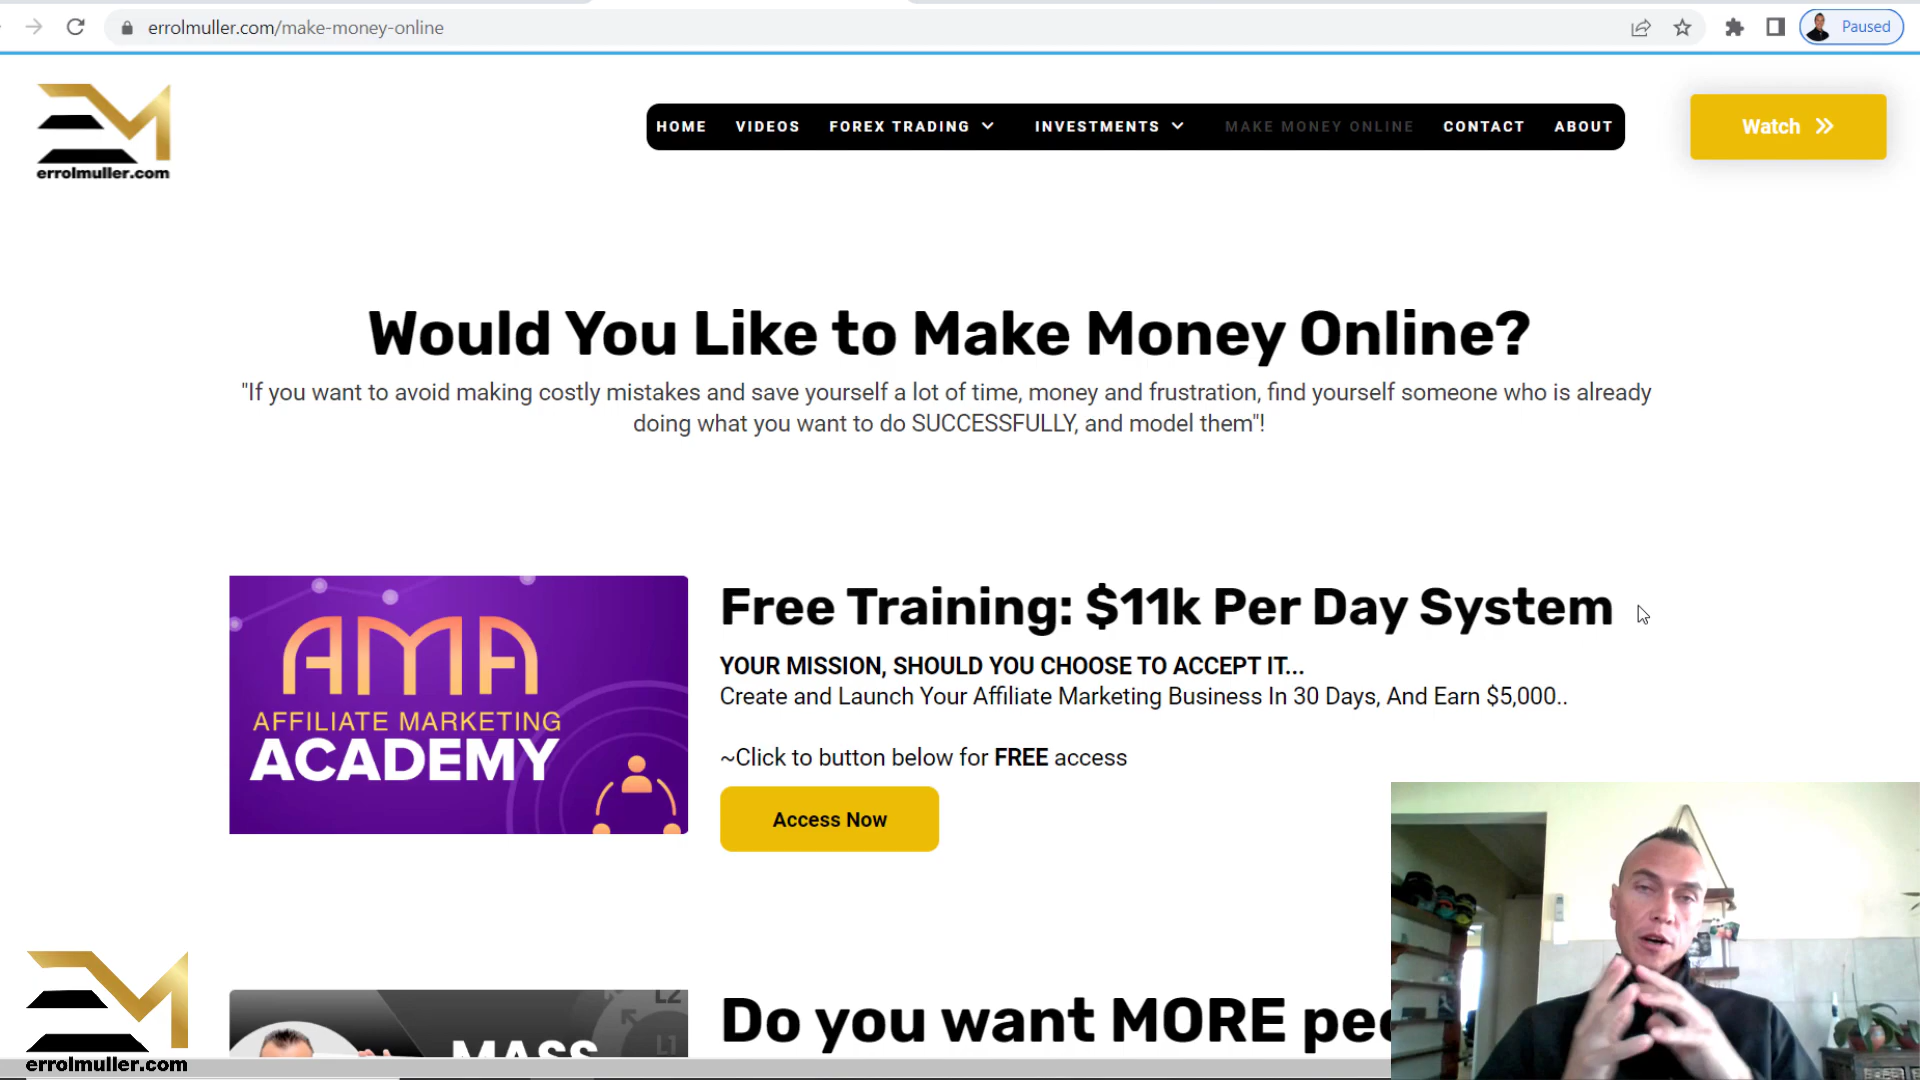 errolmuller.com/make-money-online
Paused
EM
errolmuller.com
HOME
VIDEOS
FOREX TRADING
INVESTMENTS
MAKE MONEY ONLINE
CONTACT
ABOUT
Watch
Would You Like to Make Money Online?
"If you want to avoid making costly mistakes and save yourself a lot of time, money and frustration, find yourself someone who is already
doing what you want to do SUCCESSFULLY, and model them"!
AMA
AFFILIATE MARKETING
ACADEMY
Free Training: $11k Per Day System
YOUR MISSION, SHOULD YOU CHOOSE TO ACCEPT IT...
Create and Launch Your Affiliate Marketing Business In 30 Days, And Earn $5,000..
~Click to button below for FREE access
Access Now
L2
L1
MASS
Do you want MORE
EM
errolmuller.com